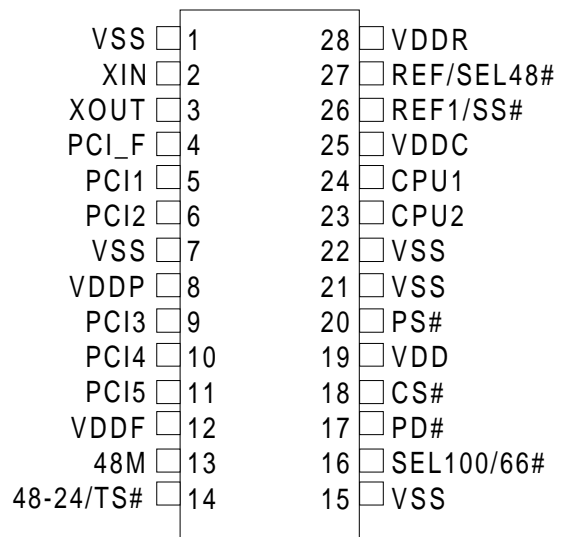 VSS 1 28 VDDR
XIN 2 27 REF/SEL48#
XOUT 3 26 REF1/SS#
PCI_F 4 25 VDDC
PCI1 5 24 CPU1
PCI2 6 23 CPU2
VSS 7 22 VSS
VDDP 8 21 VSS
PCI3 9 20 PS#
PCI4 10 19 VDD
PCI5 11 18 CS#
VDDF 12 17 PD#
48M 13 16 SEL100/66#
48-24/TS# 14 15 VSS